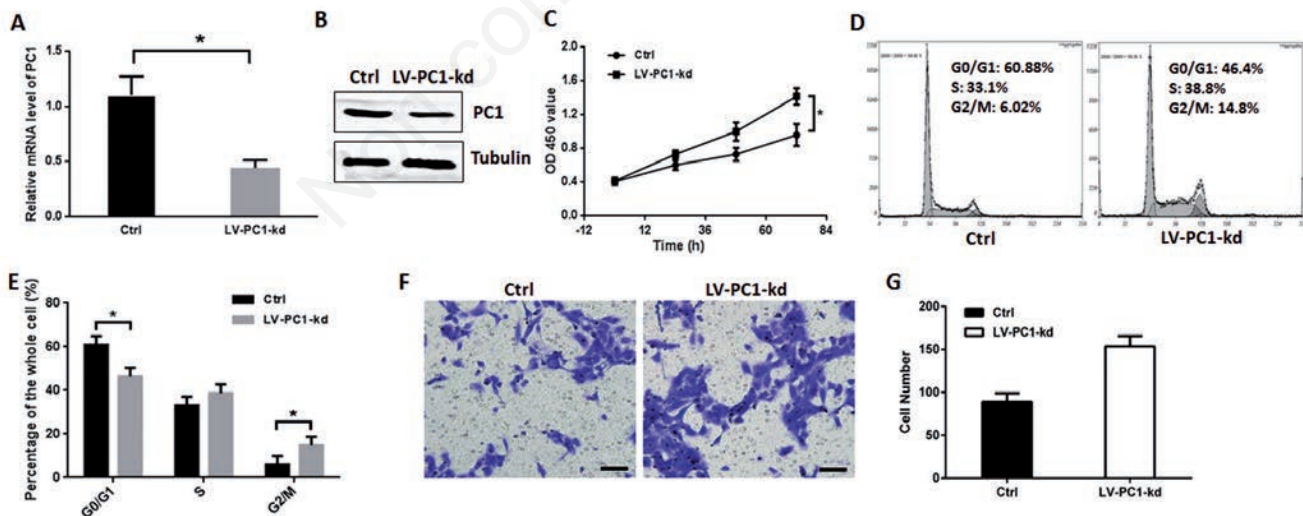 A
*
Relative mRNA level of PC1
1.5
1.0
0.5
0.0
Ctrl
LV-PC1-kd
B
Ctrl LV-PC1-kd
PC1
Tubulin
C
Ctrl
LV-PC1-kd
OD 450 value
2.0
1.6
1.2
0.8
0.4
0.0
*
-12 12 36 60 84
Time (h)
D
G0/G1: 60.88%
S: 33.1%
G2/M: 6.02%
Ctrl
G0/G1: 46.4%
S: 38.8%
G2/M: 14.8%
LV-PC1-kd
E
Percentage of the whole cell (%)
80
60
40
20
0
Ctrl
LV-PC1-kd
*
*
G0/G1
S
G2/M
F
Ctrl
LV-PC1-kd
G
Cell Number
200
150
100
50
0
Ctrl
LV-PC1-kd
Ctrl
LV-PC1-kd